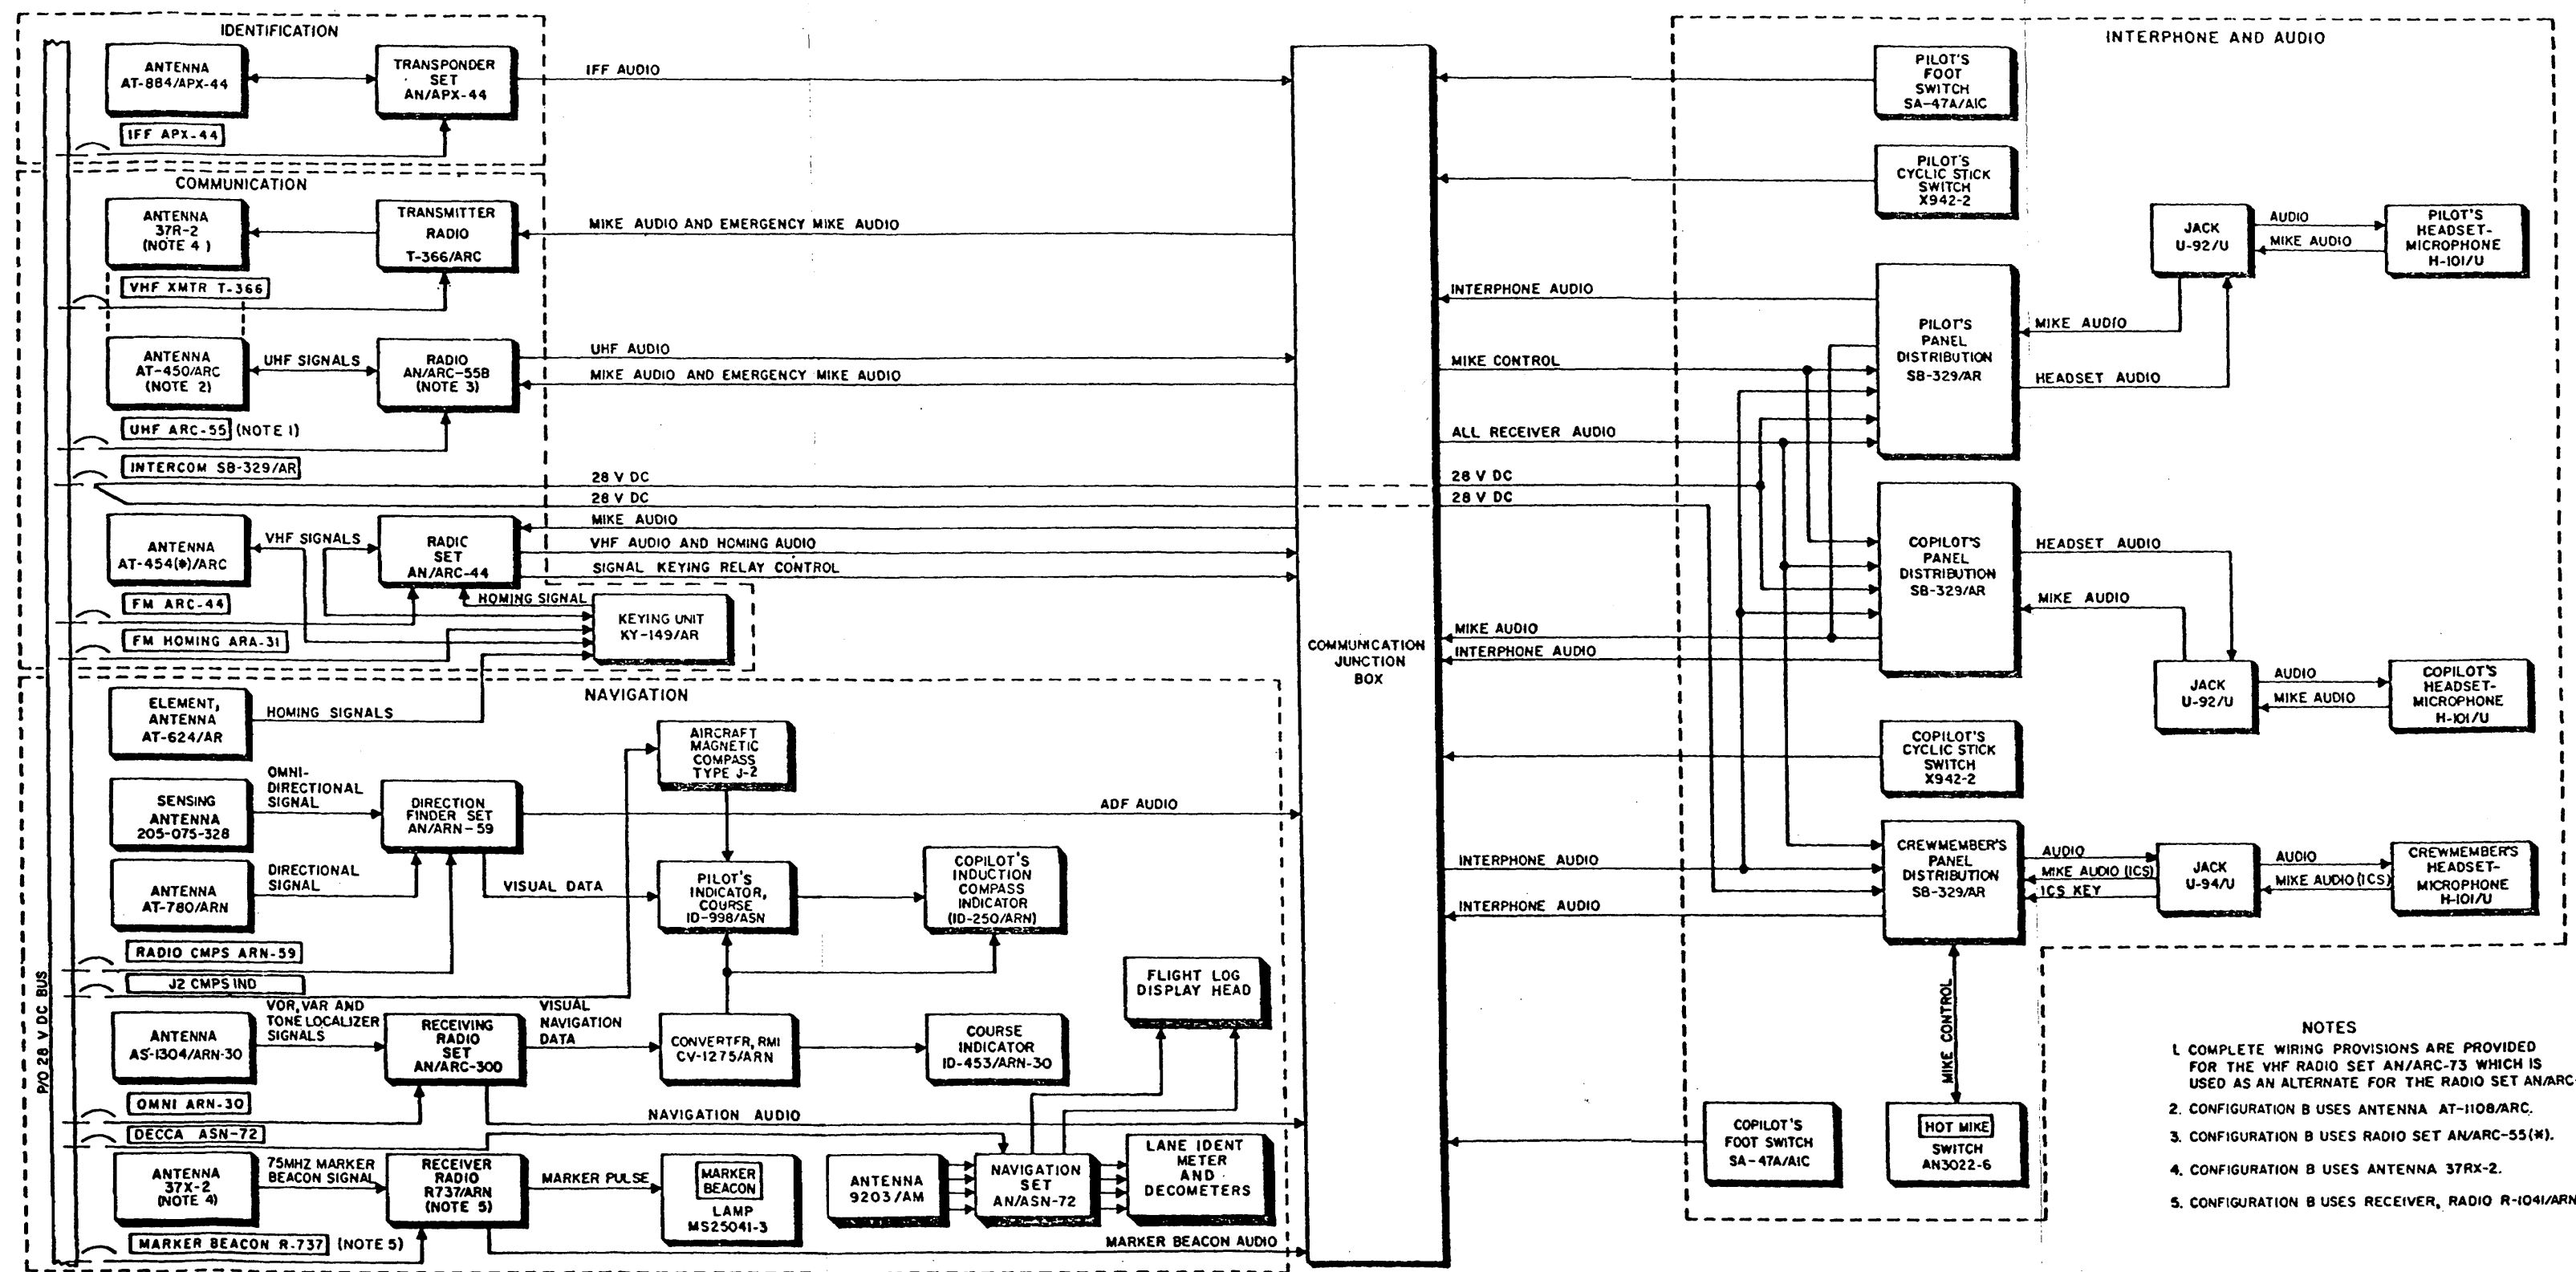 IDENTIFICATION
ANTENNA
AT-884/APX-44
TRANSPONDER
SET
AN/APX-44
IFF AUDIO
IFF APX-44
COMMUNICATION
ANTENNA
37R-2
(NOTE 4 )
TRANSMITTER
RADIO
T-366/ARC
MIKE AUDIO AND EMERGENCY MIKE AUDIO
VHF XMTR T-366
ANTENNA
AT-450/ARC
(NOTE 2)
UHF SIGNALS
RADIO
AN/ARC-55B
(NOTE 3)
UHF AUDIO
MIKE AUDIO AND EMERGENCY MIKE AUDIO
UHF ARC-55 (NOTE 1)
INTERCOM SB-329/AR
28 V DC
28 V DC
ANTENNA
AT-454(*)/ARC
VHF SIGNALS
RADIC
SET
AN/ARC-44
MIKE AUDIO
VHF AUDIO AND HOMING AUDIO
SIGNAL KEYING RELAY CONTROL
HOMING SIGNAL
FM ARC-44
KEYING UNIT
KY-149/AR
FM HOMING ARA-31
NAVIGATION
ELEMENT,
ANTENNA
AT-624/AR
HOMING SIGNALS
AIRCRAFT
MAGNETIC
COMPASS
TYPE J-2
SENSING
ANTENNA
205-075-328
OMNI-
DIRECTIONAL
SIGNAL
DIRECTION
FINDER SET
AN/ARN-59
ADF AUDIO
ANTENNA
AT-780/ARN
DIRECTIONAL
SIGNAL
VISUAL DATA
PILOT'S
INDICATOR,
COURSE
ID-998/ASN
COPILOT'S
INDUCTION
COMPASS
INDICATOR
(ID-250/ARN)
RADIO CMPS ARN-59
J2 CMPS IND
P/O 28 V DC BUS
ANTENNA
AS-1304/ARN-30
VOR, VAR AND
TONE LOCALIZER
SIGNALS
RECEIVING
RADIO
SET
AN/ARC-30D
VISUAL
NAVIGATION
DATA
CONVERTER, RMI
CV-1275/ARN
COURSE
INDICATOR
ID-453/ARN-30
FLIGHT LOG
DISPLAY HEAD
OMNI ARN-30
NAVIGATION AUDIO
DECCA ASN-72
ANTENNA
37X-2
(NOTE 4)
75MHZ MARKER
BEACON SIGNAL
RECEIVER
RADIO
R737/ARN
(NOTE 5)
MARKER PULSE
MARKER
BEACON
LAMP
MS25041-3
ANTENNA
9203/AM
NAVIGATION
SET
AN/ASN-72
LANE IDENT
METER
AND
DECOMETERS
MARKER BEACON R-737 (NOTE 5)
MARKER BEACON AUDIO
COMMUNICATION
JUNCTION
BOX
INTERPHONE AND AUDIO
PILOT'S
FOOT
SWITCH
SA-47A/AIC
PILOT'S
CYCLIC STICK
SWITCH
X942-2
INTERPHONE AUDIO
MIKE CONTROL
ALL RECEIVER AUDIO
28 V DC
28 V DC
PILOT'S
PANEL
DISTRIBUTION
SB-329/AR
MIKE AUDIO
HEADSET AUDIO
JACK
U-92/U
AUDIO
MIKE AUDIO
PILOT'S
HEADSET-
MICROPHONE
H-101/U
COPILOT'S
PANEL
DISTRIBUTION
SB-329/AR
HEADSET AUDIO
MIKE AUDIO
MIKE AUDIO
INTERPHONE AUDIO
JACK
U-92/U
AUDIO
MIKE AUDIO
COPILOT'S
HEADSET-
MICROPHONE
H-101/U
COPILOT'S
CYCLIC STICK
SWITCH
X942-2
INTERPHONE AUDIO
INTERPHONE AUDIO
CREWMEMBER'S
PANEL
DISTRIBUTION
SB-329/AR
AUDIO
MIKE AUDIO (ICS)
ICS KEY
JACK
U-94/U
AUDIO
MIKE AUDIO (ICS)
CREWMEMBER'S
HEADSET-
MICROPHONE
H-101/U
MIKE CONTROL
COPILOT'S
FOOT SWITCH
SA-47A/AIC
HOT MIKE
SWITCH
AN3022-6
NOTES
1. COMPLETE WIRING PROVISIONS ARE PROVIDED
FOR THE VHF RADIO SET AN/ARC-73 WHICH IS
USED AS AN ALTERNATE FOR THE RADIO SET AN/ARC-
2. CONFIGURATION B USES ANTENNA AT-1108/ARC.
3. CONFIGURATION B USES RADIO SET AN/ARC-55(*).
4. CONFIGURATION B USES ANTENNA 37RX-2.
5. CONFIGURATION B USES RECEIVER, RADIO R-1041/ARN